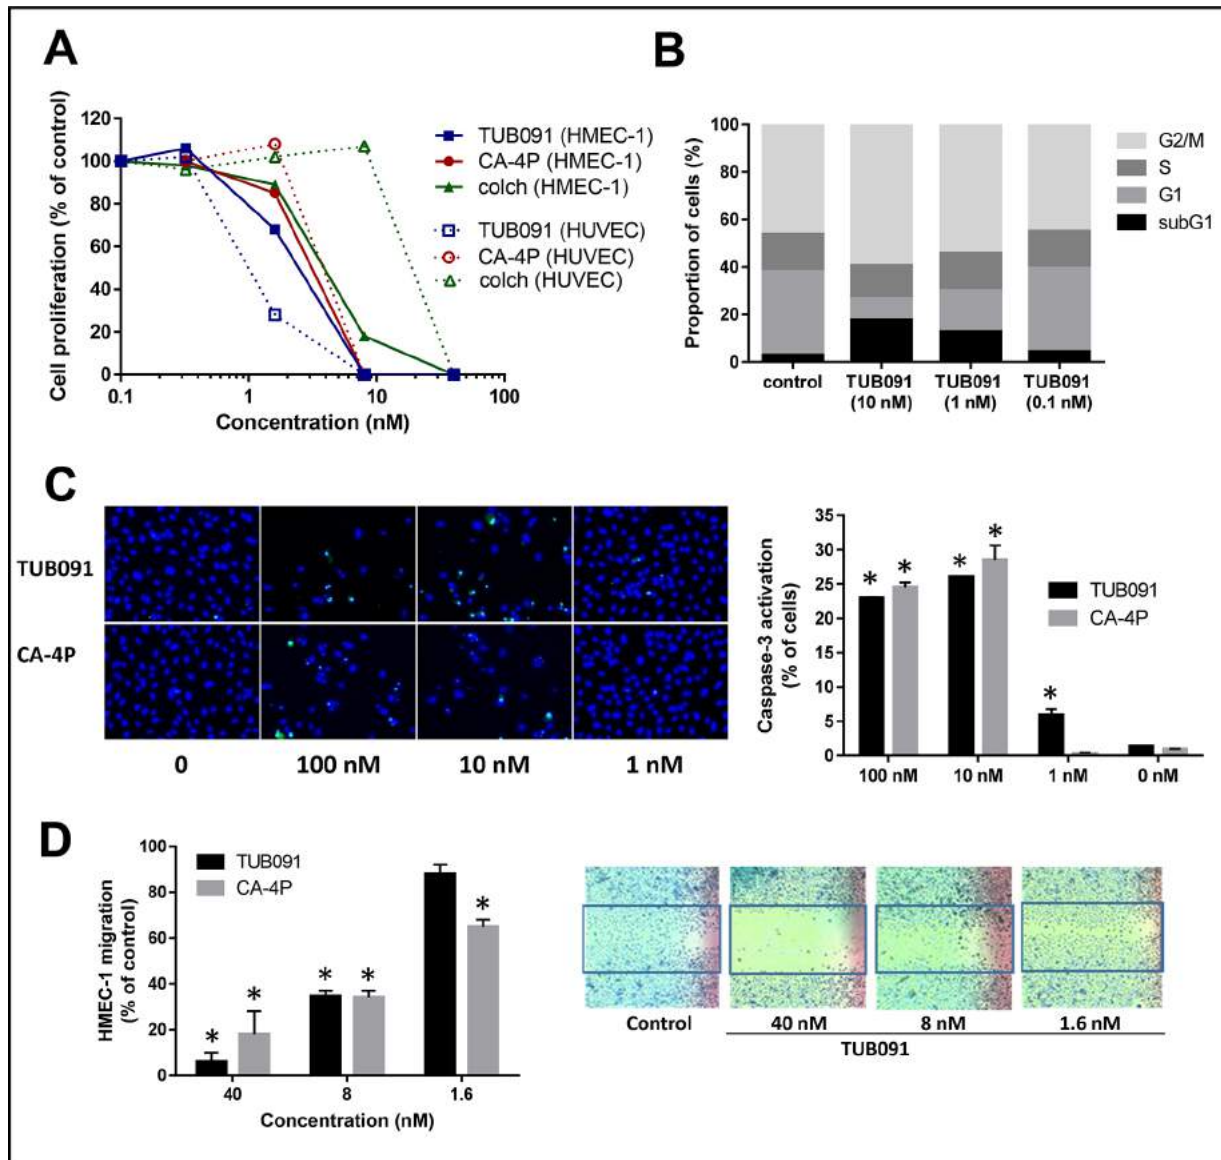 A
Cell proliferation (% of control)
120
100
80
60
40
20
0
0.1
1
10
100
Concentration (nM)
TUB091 (HMEC-1)
CA-4P (HMEC-1)
colch (HMEC-1)
TUB091 (HUVEC)
CA-4P (HUVEC)
colch (HUVEC)
B
Proportion of cells (%)
100
80
60
40
20
0
control
TUB091 (10 nM)
TUB091 (1 nM)
TUB091 (0.1 nM)
G2/M
S
G1
subG1
C
TUB091
CA-4P
0
100 nM
10 nM
1 nM
Caspase-3 activation
(% of cells)
35
30
25
20
15
10
5
0
* * * * *
100 nM
10 nM
1 nM
0 nM
TUB091
CA-4P
D
HMEC-1 migration
(% of control)
100
80
60
40
20
0
TUB091
CA-4P
* * * * *
40
8
1.6
Concentration (nM)
Control
40 nM
8 nM
1.6 nM
TUB091